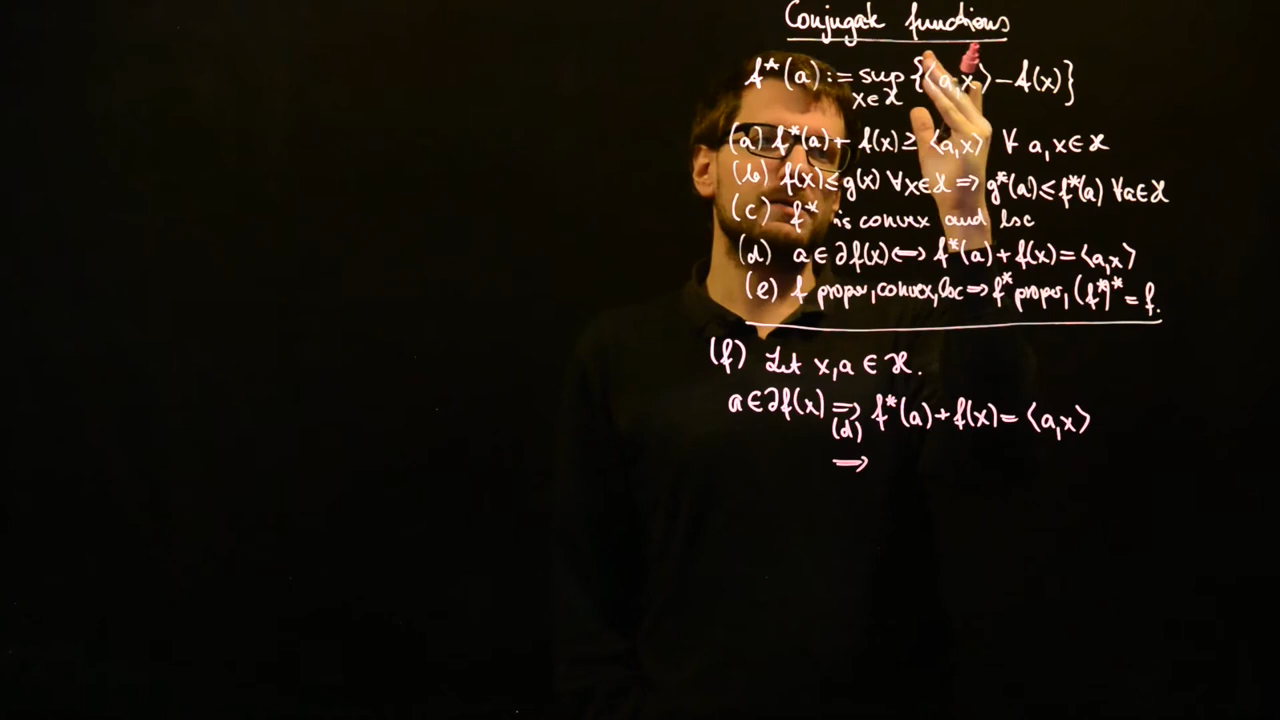 Conjugate functions
f*(a) := sup {⟨a,x⟩ - f(x)}
x∈𝓗
(a) f*(a) + f(x) ≥ ⟨a,x⟩ ∀ a,x∈𝓗
(b) f(x) ≤ g(x) ∀x∈𝓗 ⇒ g*(a) ≤ f*(a) ∀a∈𝓗
(c) f* is convex and lsc
(d) a ∈ ∂f(x) ⟺ f*(a) + f(x) = ⟨a,x⟩
(e) f proper, convex, lsc ⇒ f* proper, (f*)* = f.
(f) Let x,a ∈ 𝓗.
a ∈ ∂f(x) ⇒ f*(a) + f(x) = ⟨a,x⟩
(d)
⇒